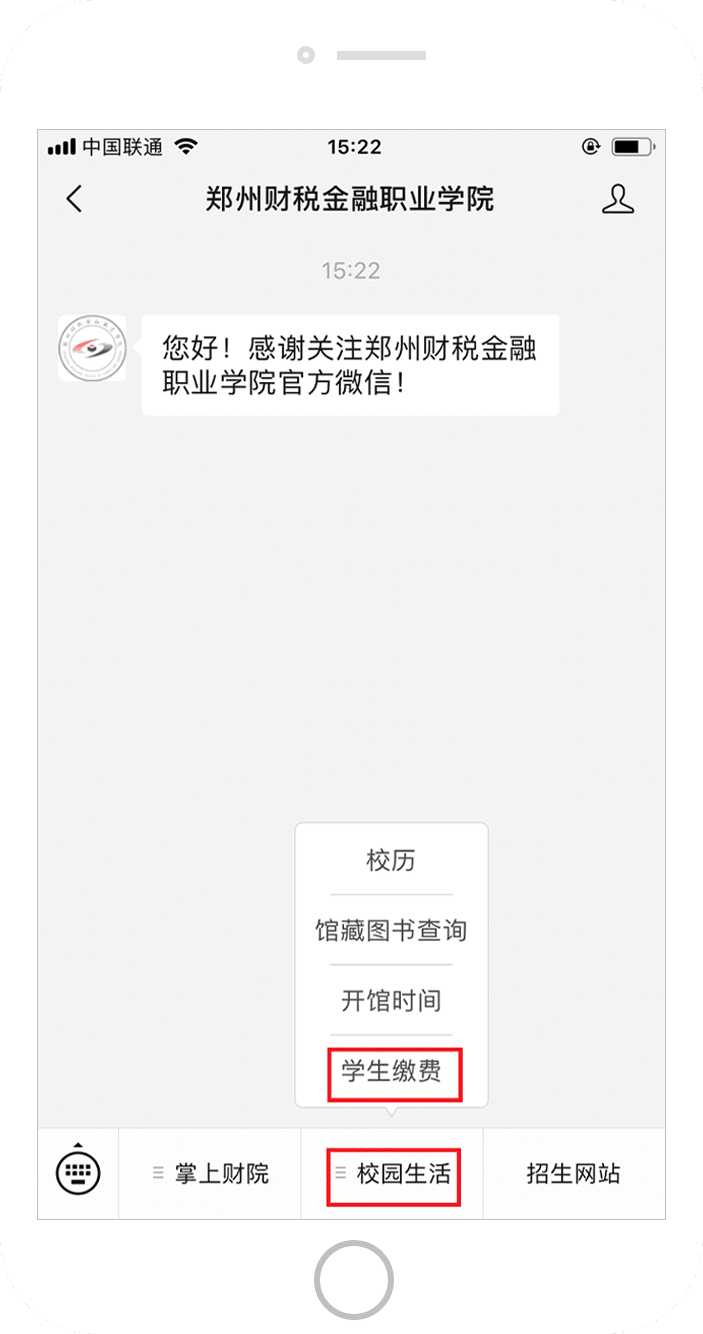 中国联通
15:22
郑州财税金融职业学院
15:22
您好！感谢关注郑州财税金融
职业学院官方微信！
校历
馆藏图书查询
开馆时间
学生缴费
掌上财院
校园生活
招生网站